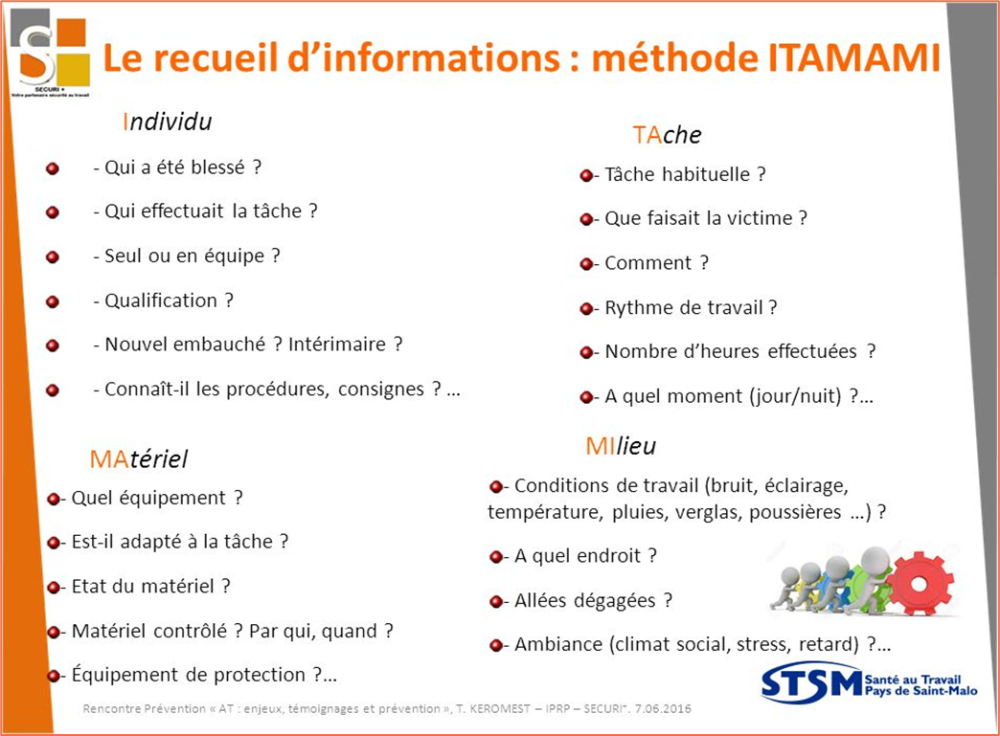 S
SECURI +
Votre partenaire sécurité au travail
Le recueil d’informations : méthode ITAMAMI
Individu
- Qui a été blessé ?
- Qui effectuait la tâche ?
- Seul ou en équipe ?
- Qualification ?
- Nouvel embauché ? Intérimaire ?
- Connaît-il les procédures, consignes ? ...
TAche
- Tâche habituelle ?
- Que faisait la victime ?
- Comment ?
- Rythme de travail ?
- Nombre d’heures effectuées ?
- A quel moment (jour/nuit) ?...
MAtériel
- Quel équipement ?
- Est-il adapté à la tâche ?
- Etat du matériel ?
- Matériel contrôlé ? Par qui, quand ?
- Équipement de protection ?...
MIlieu
- Conditions de travail (bruit, éclairage,
température, pluies, verglas, poussières ...) ?
- A quel endroit ?
- Allées dégagées ?
- Ambiance (climat social, stress, retard) ?...
STSM Santé au Travail
Pays de Saint-Malo
Rencontre Prévention « AT : enjeux, témoignages et prévention », T. KEROMEST – IPRP – SECURI⁺. 7.06.2016